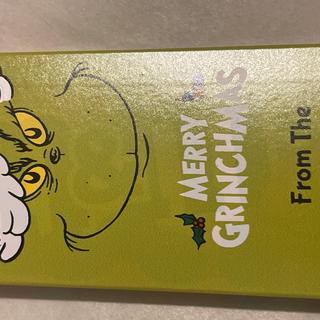 MERRY
GRINCHMAS
From The